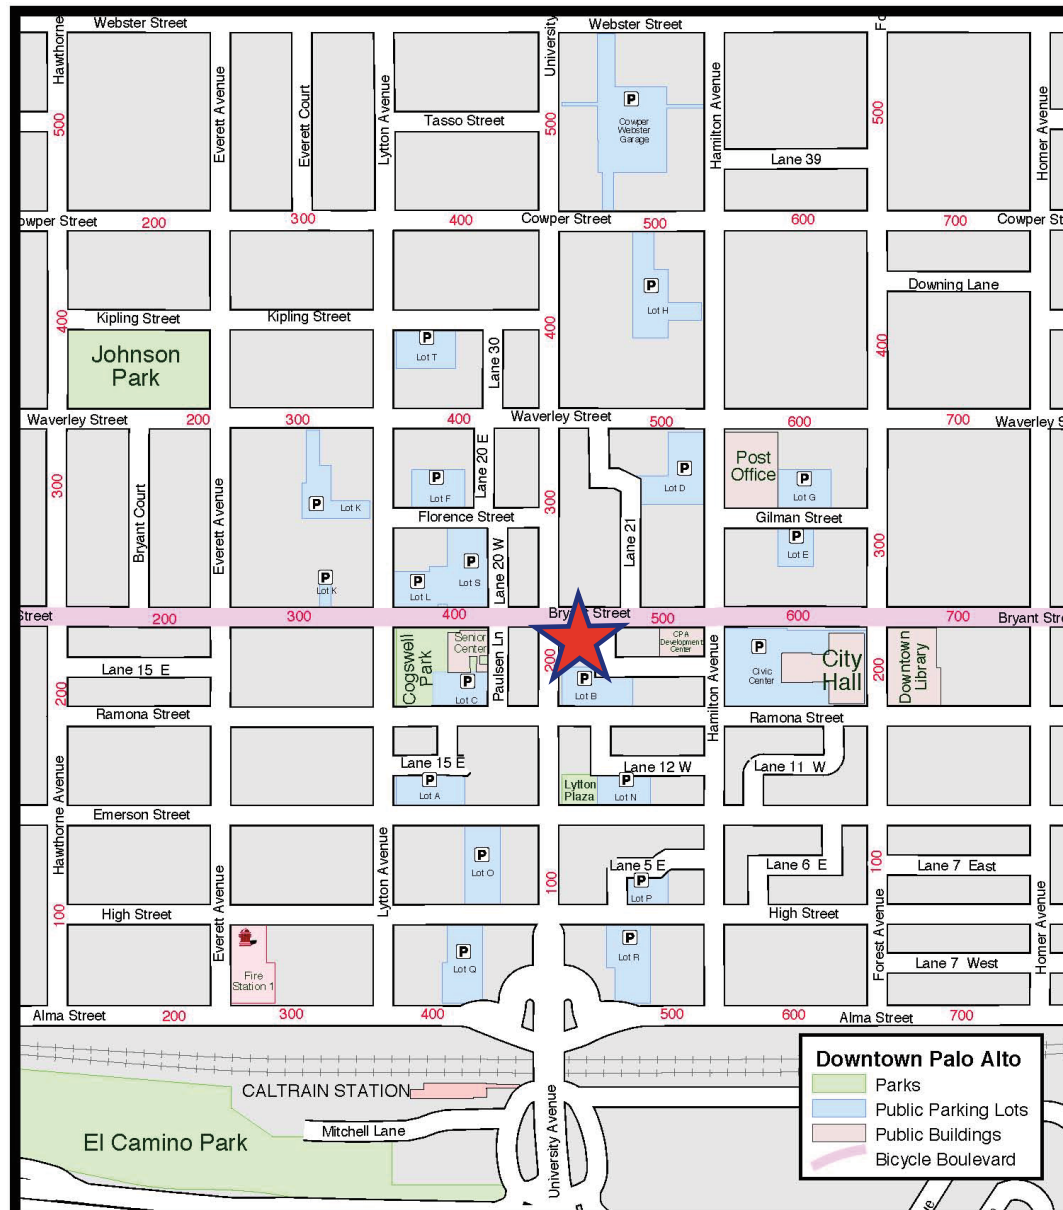 Webster Street
Webster Street
Hawthorne
Everett Avenue
Everett Court
Lytton Avenue
University
Hamilton Avenue
Homer Avenue
500
500
500
P
Cowper
Webster
Garage
Tasso Street
Lane 39
owper Street
200
300
400
Cowper Street
500
600
700
Cowper St
Downing Lane
P
Lot H
400
400
400
Kipling Street
Kipling Street
Johnson
Park
P
Lot T
Lane 30
Waverley Street
200
300
400
Waverley Street
500
600
700
Waverley S
300
Bryant Court
Everett Avenue
P
Lot K
P
Lot K
P
Lot F
Lane 20 E
Florence Street
P
Lot L
P
Lot S
Lane 20 W
300
Lane 21
P
Lot D
Post
Office
P
Lot G
Gilman Street
P
Lot E
300
Street
200
300
400
Bryant Street
500
600
700
Bryant Stre
Lane 15 E
200
Ramona Street
Cogswell
Park
Senior
Center
P
Lot C
Paulsen Ln
200
P
Lot B
CPA
Development
Center
Hamilton Avenue
P
Civic
Center
City
Hall
200
Downtown
Library
Ramona Street
Lane 15 E
P
Lot A
Lane 12 W
Lytton
Plaza
P
Lot N
Lane 11 W
Emerson Street
Hawthorne Avenue
100
Everett Avenue
Lytton Avenue
P
Lot O
100
Lane 5 E
P
Lot P
Lane 6 E
100
Lane 7 East
High Street
High Street
Fire
Station 1
P
Lot Q
P
Lot R
Forest Avenue
Lane 7 West
Homer Avenue
Alma Street
200
300
400
500
600
Alma Street
700
CALTRAIN STATION
Mitchell Lane
El Camino Park
University Avenue
Downtown Palo Alto
Parks
Public Parking Lots
Public Buildings
Bicycle Boulevard